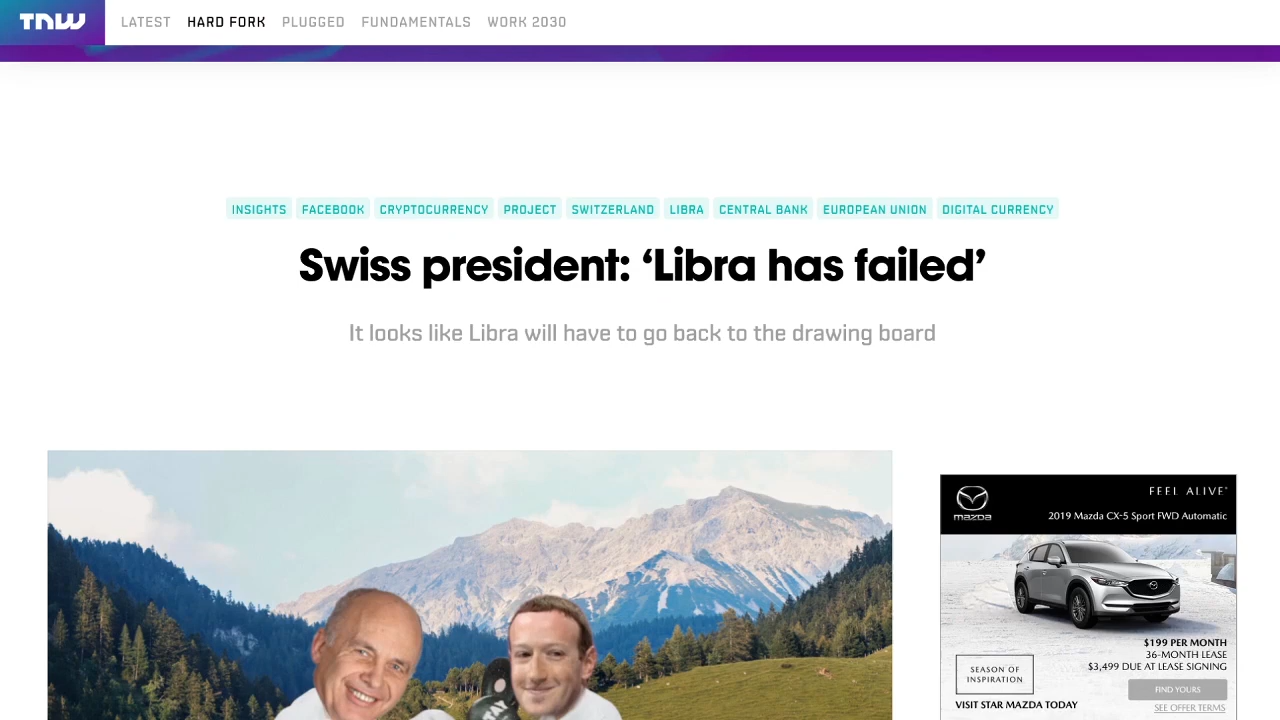 TNW LATEST HARD FORK PLUGGED FUNDAMENTALS WORK 2030
INSIGHTS FACEBOOK CRYPTOCURRENCY PROJECT SWITZERLAND LIBRA CENTRAL BANK EUROPEAN UNION DIGITAL CURRENCY
Swiss president: ‘Libra has failed’
It looks like Libra will have to go back to the drawing board
FEEL ALIVE
mazda 2019 Mazda CX-5 Sport FWD Automatic
$199 PER MONTH
36-MONTH LEASE
$3,499 DUE AT LEASE SIGNING
SEASON OF
INSPIRATION
FIND YOURS
VISIT STAR MAZDA TODAY
SEE OFFER TERMS